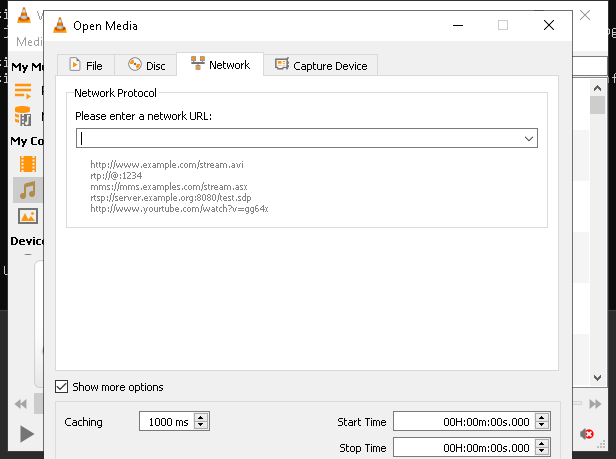 Open Media
Medi
File
Disc
Network
Capture Device
My M
Network Protocol
Please enter a network URL:
My Co
http://www.example.com/stream.avi
rtp://@:1234
mms://mms.examples.com/stream.asx
rtsp://server.example.org:8080/test.sdp
http://www.yourtube.com/watch?v=gg64x
Device
Show more options
Caching
1000 ms
Start Time
00H:00m:00s.000
Stop Time
00H:00m:00s.000